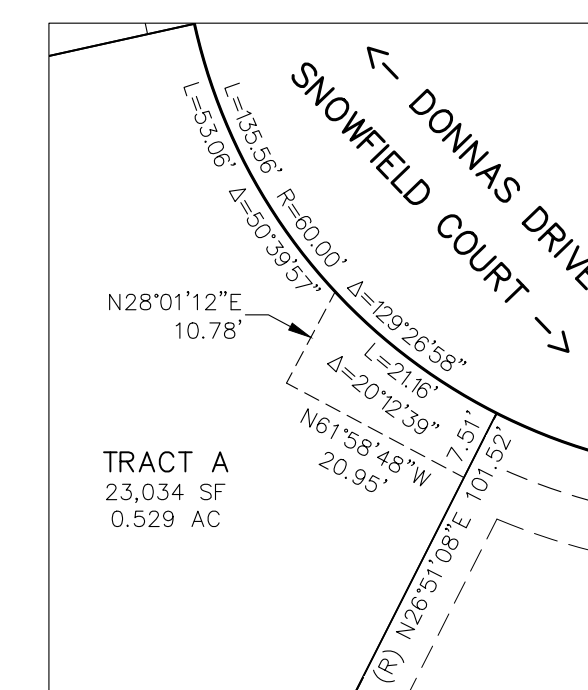 <- DONNAS DRIVE
SNOWFIELD COURT ->
L=135.56' R=60.00' Δ=129°26'58"
L=53.06' Δ=50°39'57"
N28°01'12"E
10.78'
L=21.16'
Δ=20°12'39"
N61°58'48"W
20.95'
7.51'
(R) N26°51'08"E 101.52'
TRACT A
23,034 SF
0.529 AC